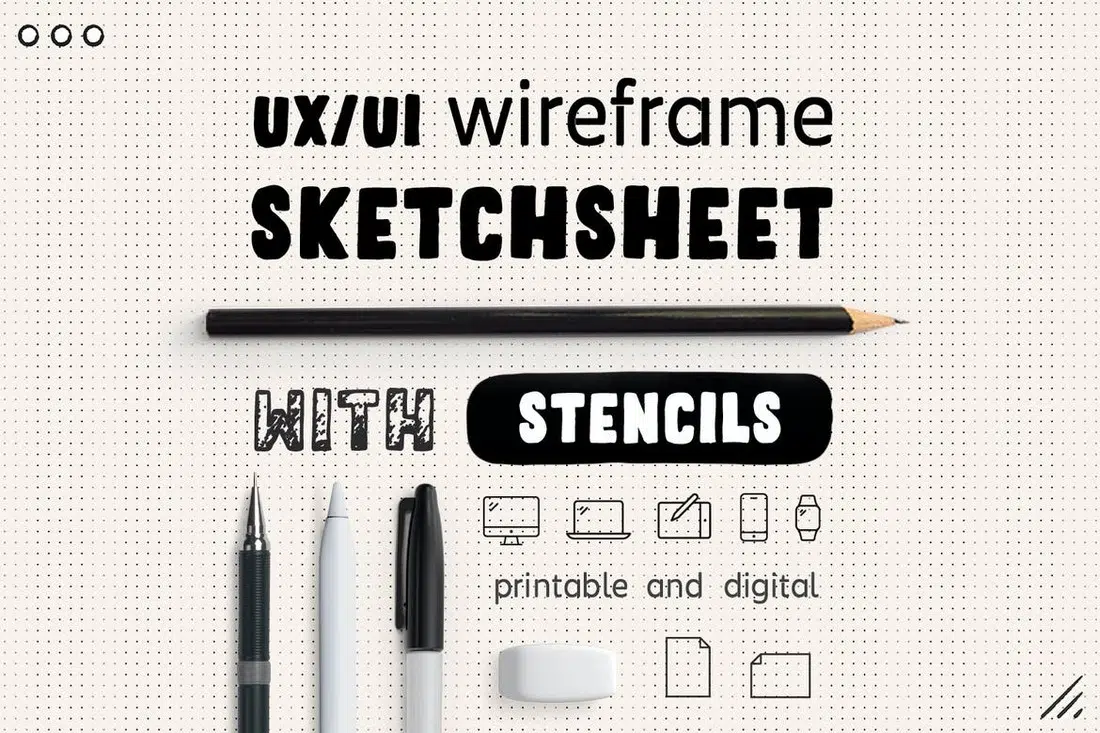 UX/UI wireframe
SKETCHSHEET
WITH STENCILS
printable and digital